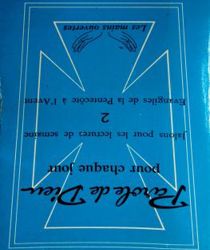 Parole de Dieu
pour chaque jour
Jalons pour les lectures de semaine
2
Evangiles de la Pentecôte à l'Avent
Les mains ouvertes